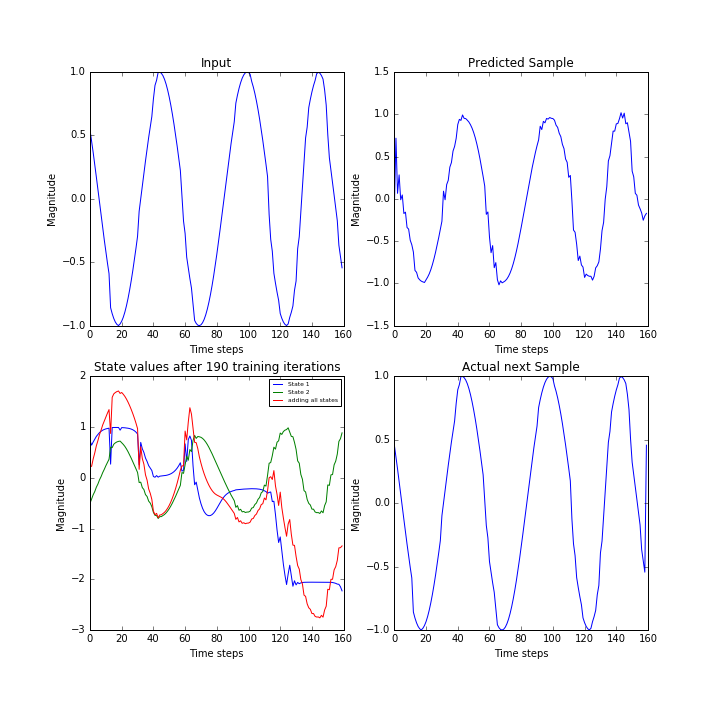 Input
Predicted Sample
1.0
0.5
0.0
−0.5
−1.0
Magnitude
0 20 40 60 80 100 120 140 160
Time steps
1.5
1.0
0.5
0.0
−0.5
−1.0
−1.5
Magnitude
0 20 40 60 80 100 120 140 160
Time steps
State values after 190 training iterations
2
1
0
−1
−2
−3
Magnitude
State 1
State 2
adding all states
0 20 40 60 80 100 120 140 160
Time steps
Actual next Sample
1.0
0.5
0.0
−0.5
−1.0
Magnitude
0 20 40 60 80 100 120 140 160
Time steps